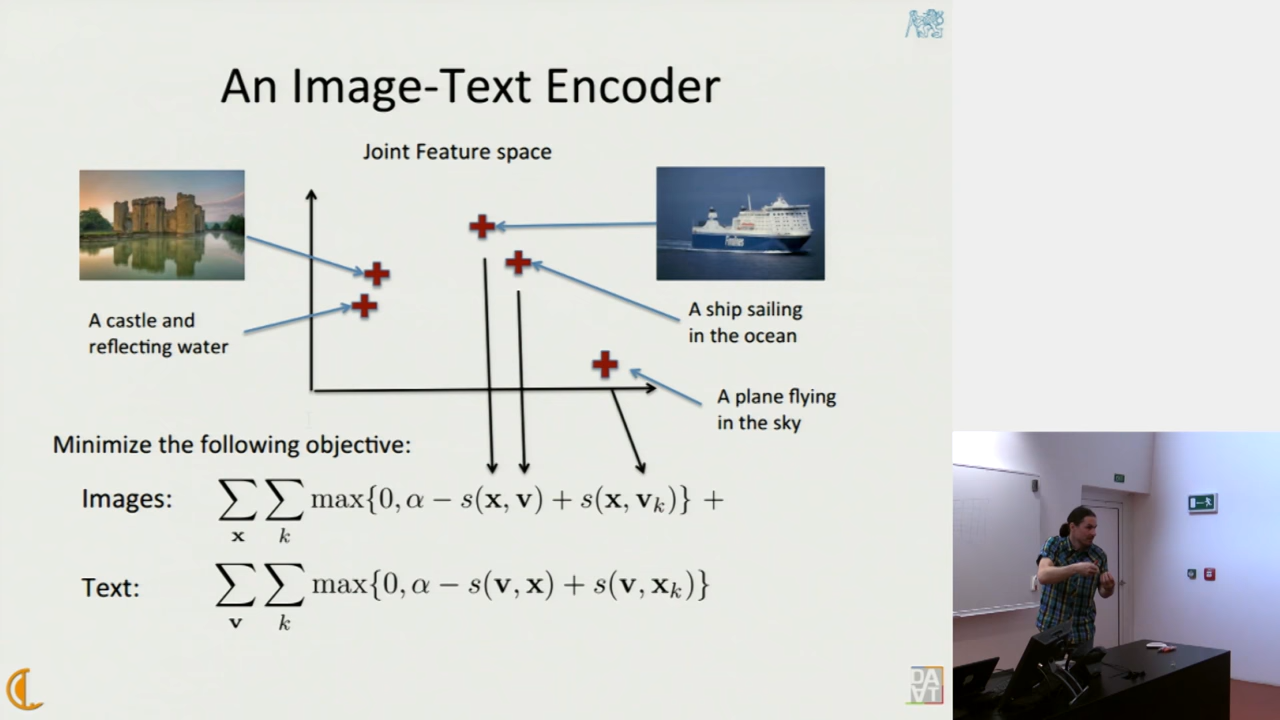 An Image-Text Encoder
Joint Feature space
A castle and
reflecting water
A ship sailing
in the ocean
A plane flying
in the sky
Minimize the following objective:
Images: ∑_x ∑_k max{0, α − s(x, v) + s(x, v_k)} +
Text: ∑_v ∑_k max{0, α − s(v, x) + s(v, x_k)}
DA